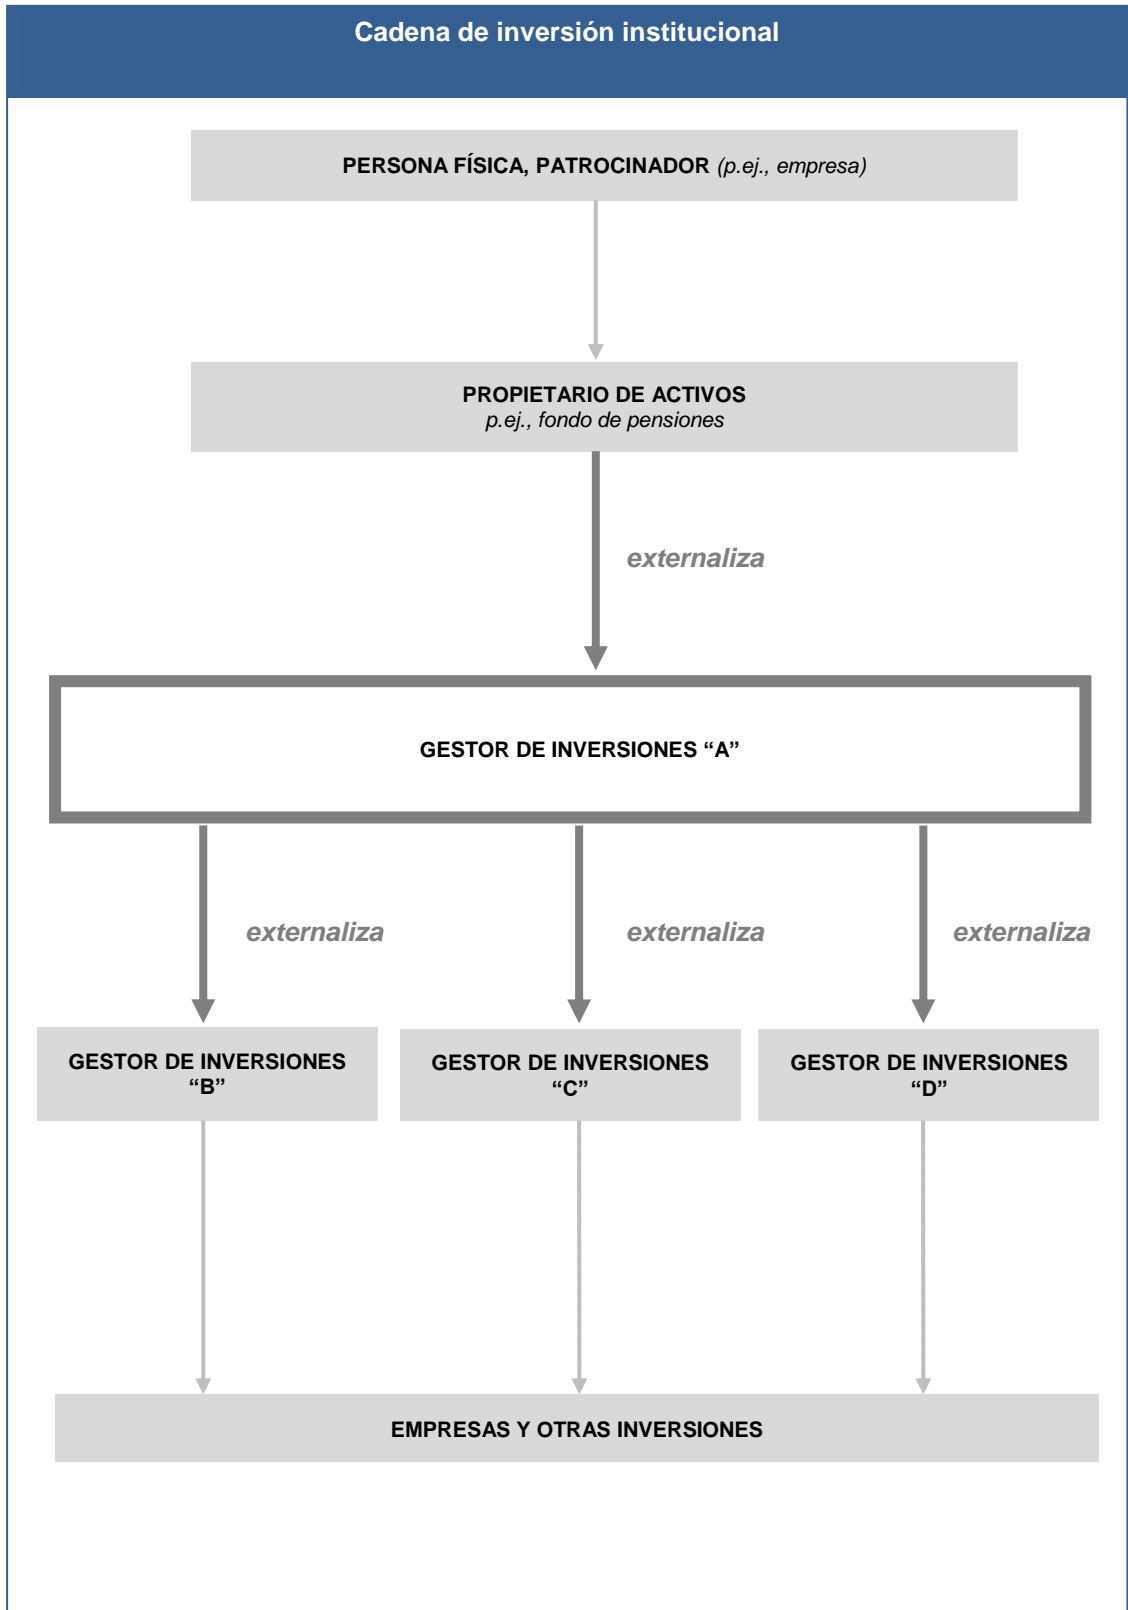 Cadena de inversión institucional
PERSONA FÍSICA, PATROCINADOR (p.ej., empresa)
PROPIETARIO DE ACTIVOS
p.ej., fondo de pensiones
externaliza
GESTOR DE INVERSIONES “A”
externaliza
externaliza
externaliza
GESTOR DE INVERSIONES
“B”
GESTOR DE INVERSIONES
“C”
GESTOR DE INVERSIONES
“D”
EMPRESAS Y OTRAS INVERSIONES